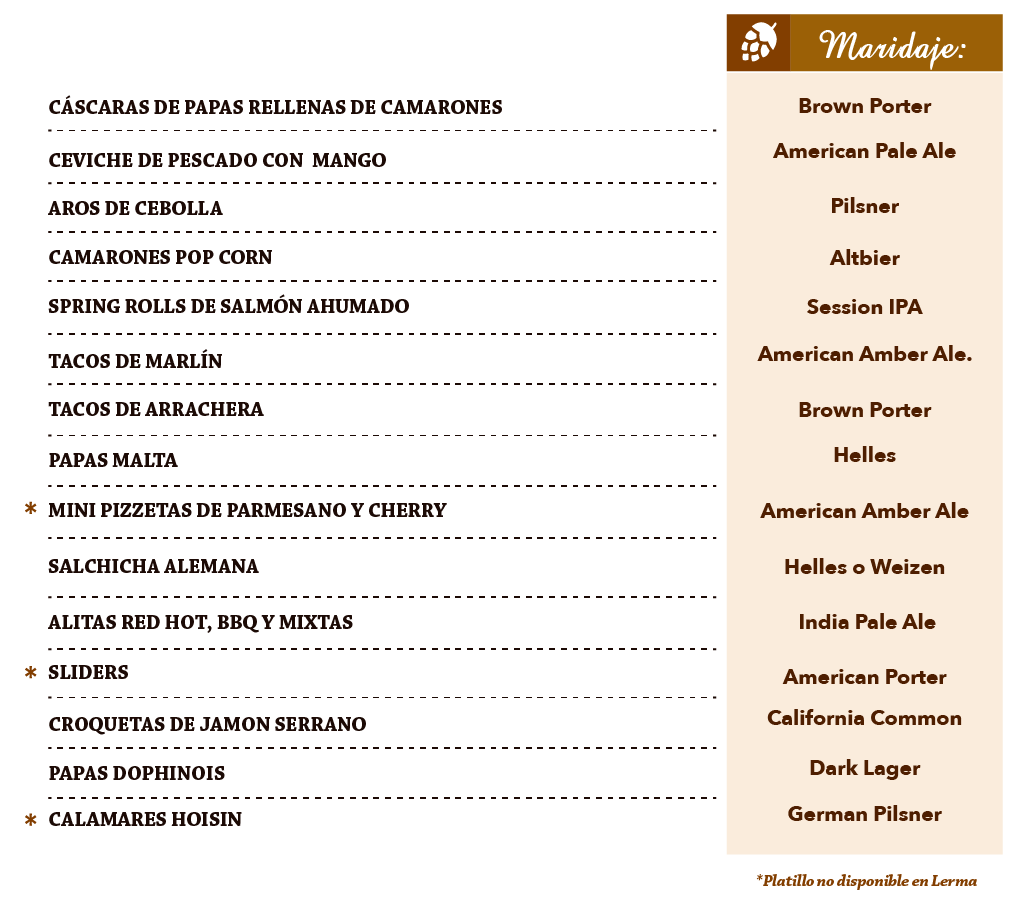 Maridaje:
CÁSCARAS DE PAPAS RELLENAS DE CAMARONES Brown Porter
CEVICHE DE PESCADO CON MANGO American Pale Ale
AROS DE CEBOLLA Pilsner
CAMARONES POP CORN Altbier
SPRING ROLLS DE SALMÓN AHUMADO Session IPA
TACOS DE MARLÍN American Amber Ale.
TACOS DE ARRACHERA Brown Porter
PAPAS MALTA Helles
* MINI PIZZETAS DE PARMESANO Y CHERRY American Amber Ale
SALCHICHA ALEMANA Helles o Weizen
ALITAS RED HOT, BBQ Y MIXTAS India Pale Ale
* SLIDERS American Porter
CROQUETAS DE JAMON SERRANO California Common
PAPAS DOPHINOIS Dark Lager
* CALAMARES HOISIN German Pilsner
*Platillo no disponible en Lerma